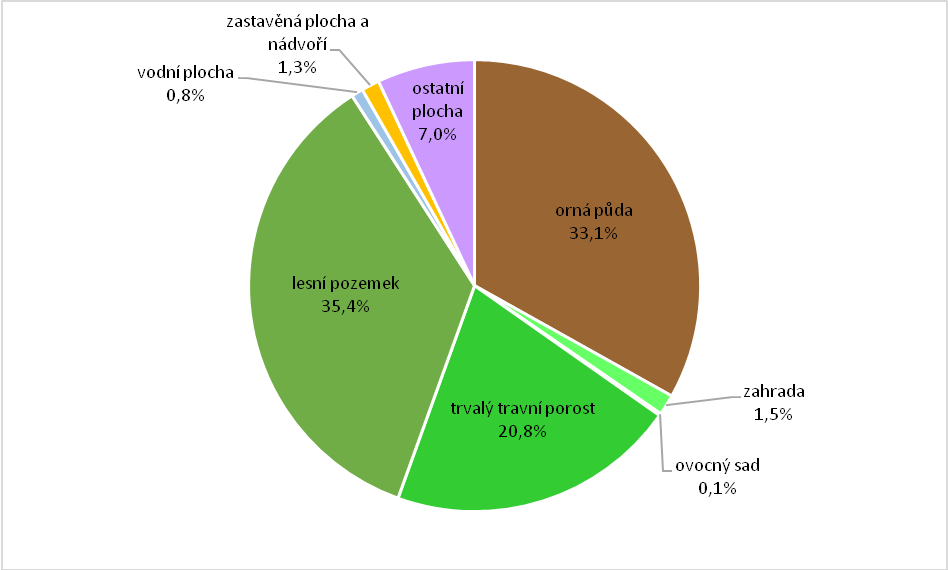 zastavěná plocha a
nádvoří
1,3%
vodní plocha
0,8%
ostatní
plocha
7,0%
orná půda
33,1%
lesní pozemek
35,4%
zahrada
1,5%
trvalý travní porost
20,8%
ovocný sad
0,1%